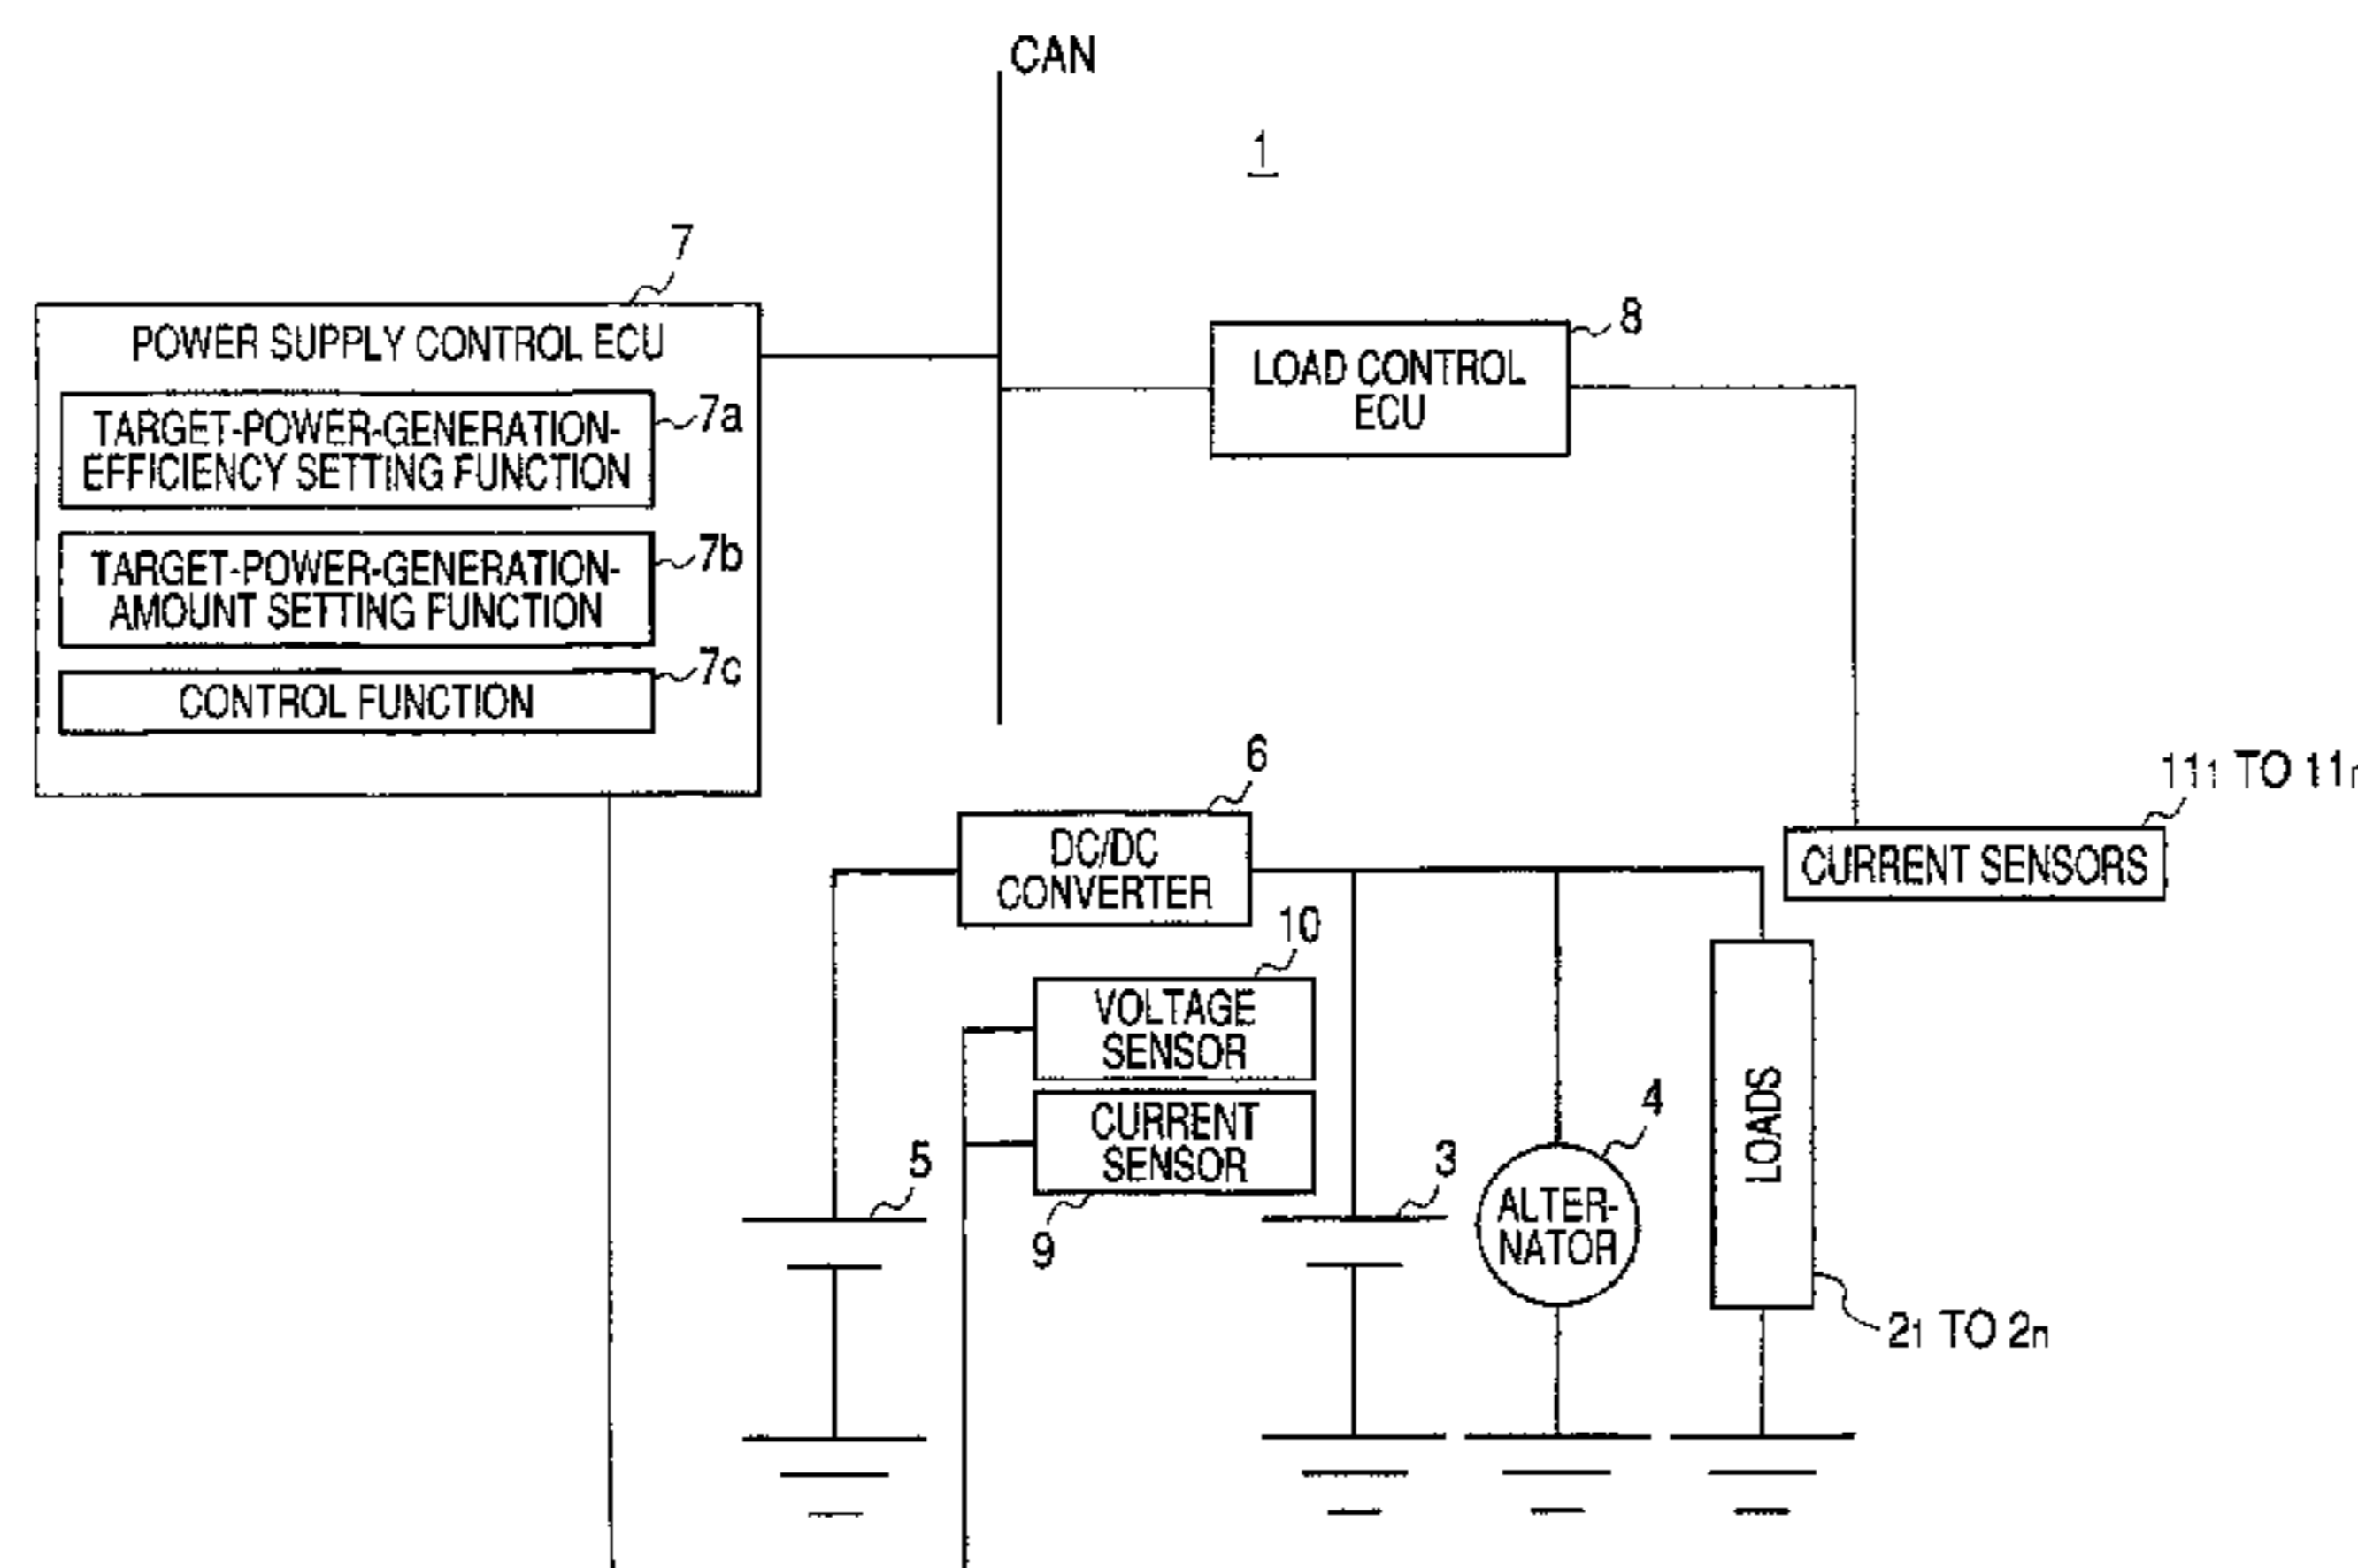 CAN
1
7
POWER SUPPLY CONTROL ECU
TARGET-POWER-GENERATION-
EFFICIENCY SETTING FUNCTION
7a
TARGET-POWER-GENERATION-
AMOUNT SETTING FUNCTION
7b
CONTROL FUNCTION
7c
8
LOAD CONTROL
ECU
6
DC/DC
CONVERTER
111 TO 11n
CURRENT SENSORS
10
VOLTAGE
SENSOR
CURRENT
SENSOR
9
5
3
4
ALTER-
NATOR
LOADS
21 TO 2n